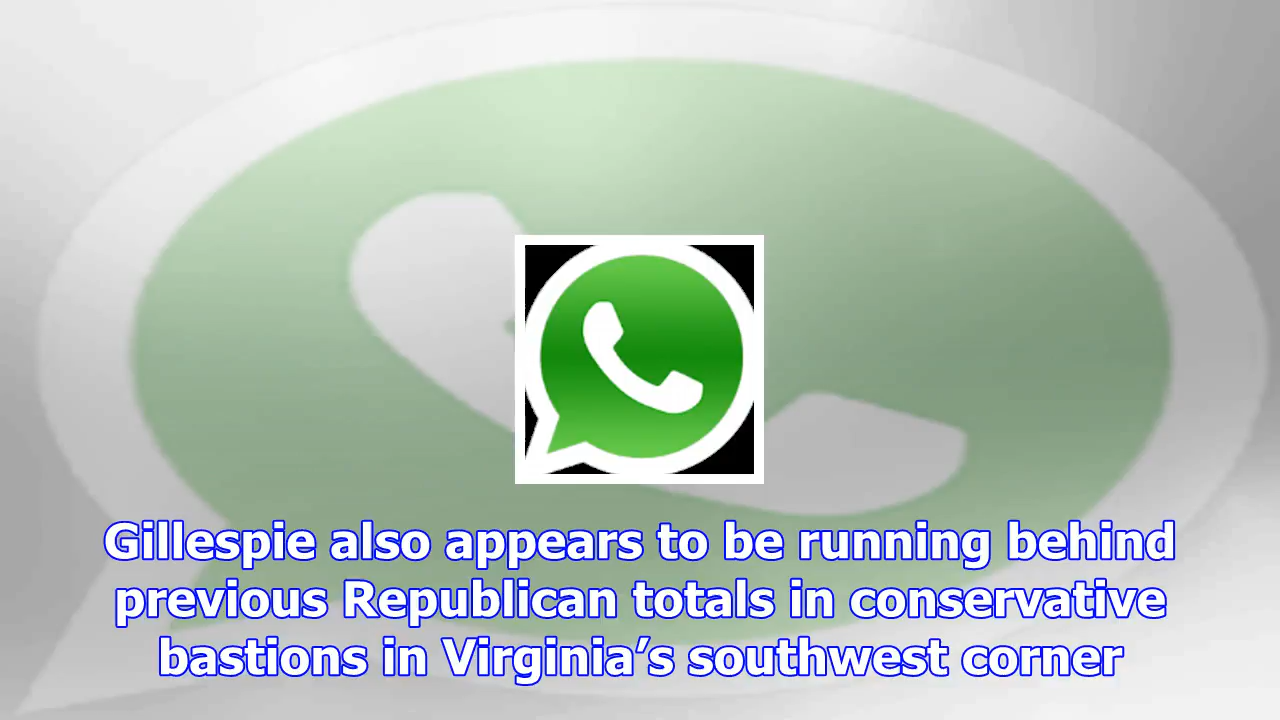 Gillespie also appears to be running behind
previous Republican totals in conservative
bastions in Virginia’s southwest corner